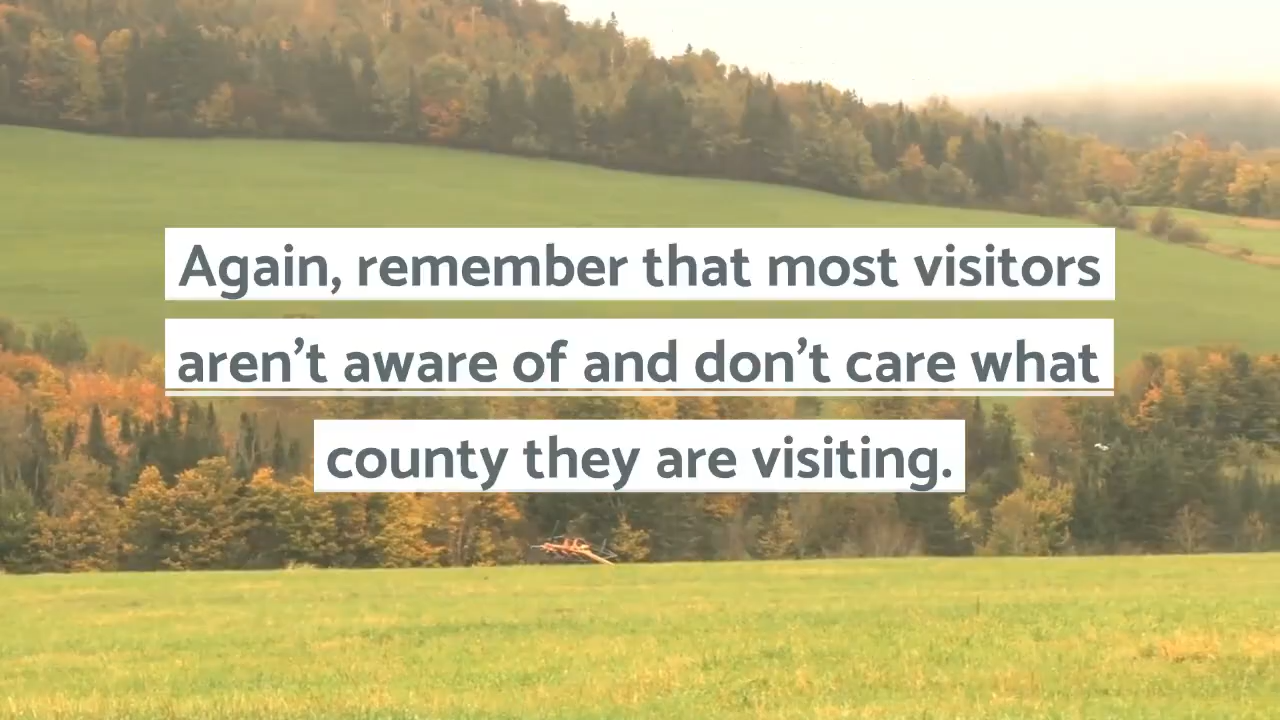 Again, remember that most visitors
aren’t aware of and don’t care what
county they are visiting.